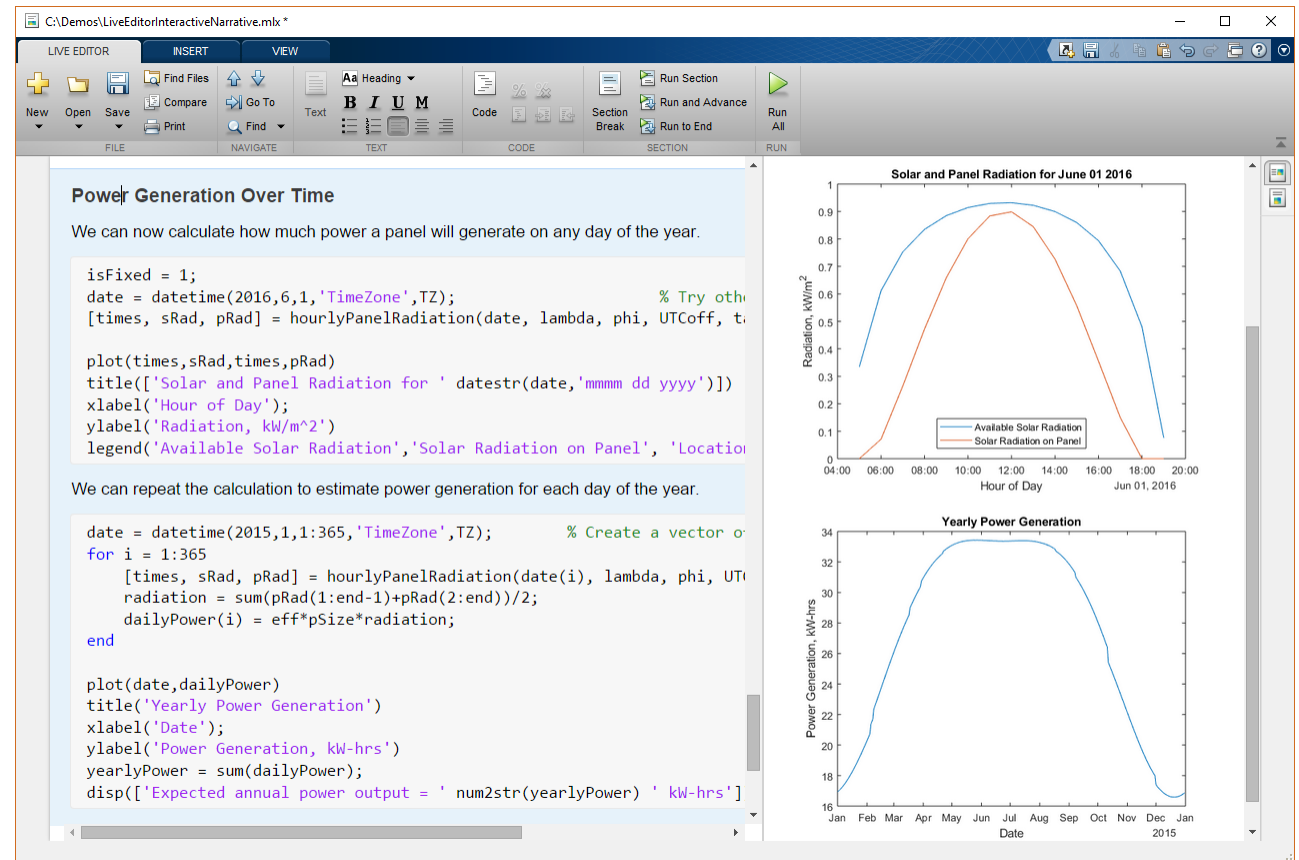 C:\Demos\LiveEditorInteractiveNarrative.mlx *
LIVE EDITOR INSERT VIEW
New
Open
Save
Find Files
Compare
Print
FILE
Go To
Find
NAVIGATE
Text
Aa Heading
B I U M
TEXT
Code
CODE
Section
Break
Run Section
Run and Advance
Run to End
SECTION
Run
All
RUN
Power Generation Over Time
We can now calculate how much power a panel will generate on any day of the year.
isFixed = 1;
date = datetime(2016,6,1,'TimeZone',TZ); % Try othe
[times, sRad, pRad] = hourlyPanelRadiation(date, lambda, phi, UTCoff, ta
plot(times,sRad,times,pRad)
title(['Solar and Panel Radiation for ' datestr(date,'mmmm dd yyyy')])
xlabel('Hour of Day');
ylabel('Radiation, kW/m^2')
legend('Available Solar Radiation','Solar Radiation on Panel', 'Location
We can repeat the calculation to estimate power generation for each day of the year.
date = datetime(2015,1,1:365,'TimeZone',TZ); % Create a vector o
for i = 1:365
[times, sRad, pRad] = hourlyPanelRadiation(date(i), lambda, phi, UTC
radiation = sum(pRad(1:end-1)+pRad(2:end))/2;
dailyPower(i) = eff*pSize*radiation;
end
plot(date,dailyPower)
title('Yearly Power Generation')
xlabel('Date');
ylabel('Power Generation, kW-hrs')
yearlyPower = sum(dailyPower);
disp(['Expected annual power output = ' num2str(yearlyPower) ' kW-hrs']
Solar and Panel Radiation for June 01 2016
Radiation, kW/m2
1
0.9
0.8
0.7
0.6
0.5
0.4
0.3
0.2
0.1
0
Available Solar Radiation
Solar Radiation on Panel
04:00 06:00 08:00 10:00 12:00 14:00 16:00 18:00 20:00
Hour of Day Jun 01, 2016
Yearly Power Generation
Power Generation, kW-hrs
34
32
30
28
26
24
22
20
18
16
Jan Feb Mar Apr May Jun Jul Aug Sep Oct Nov Dec Jan
Date 2015